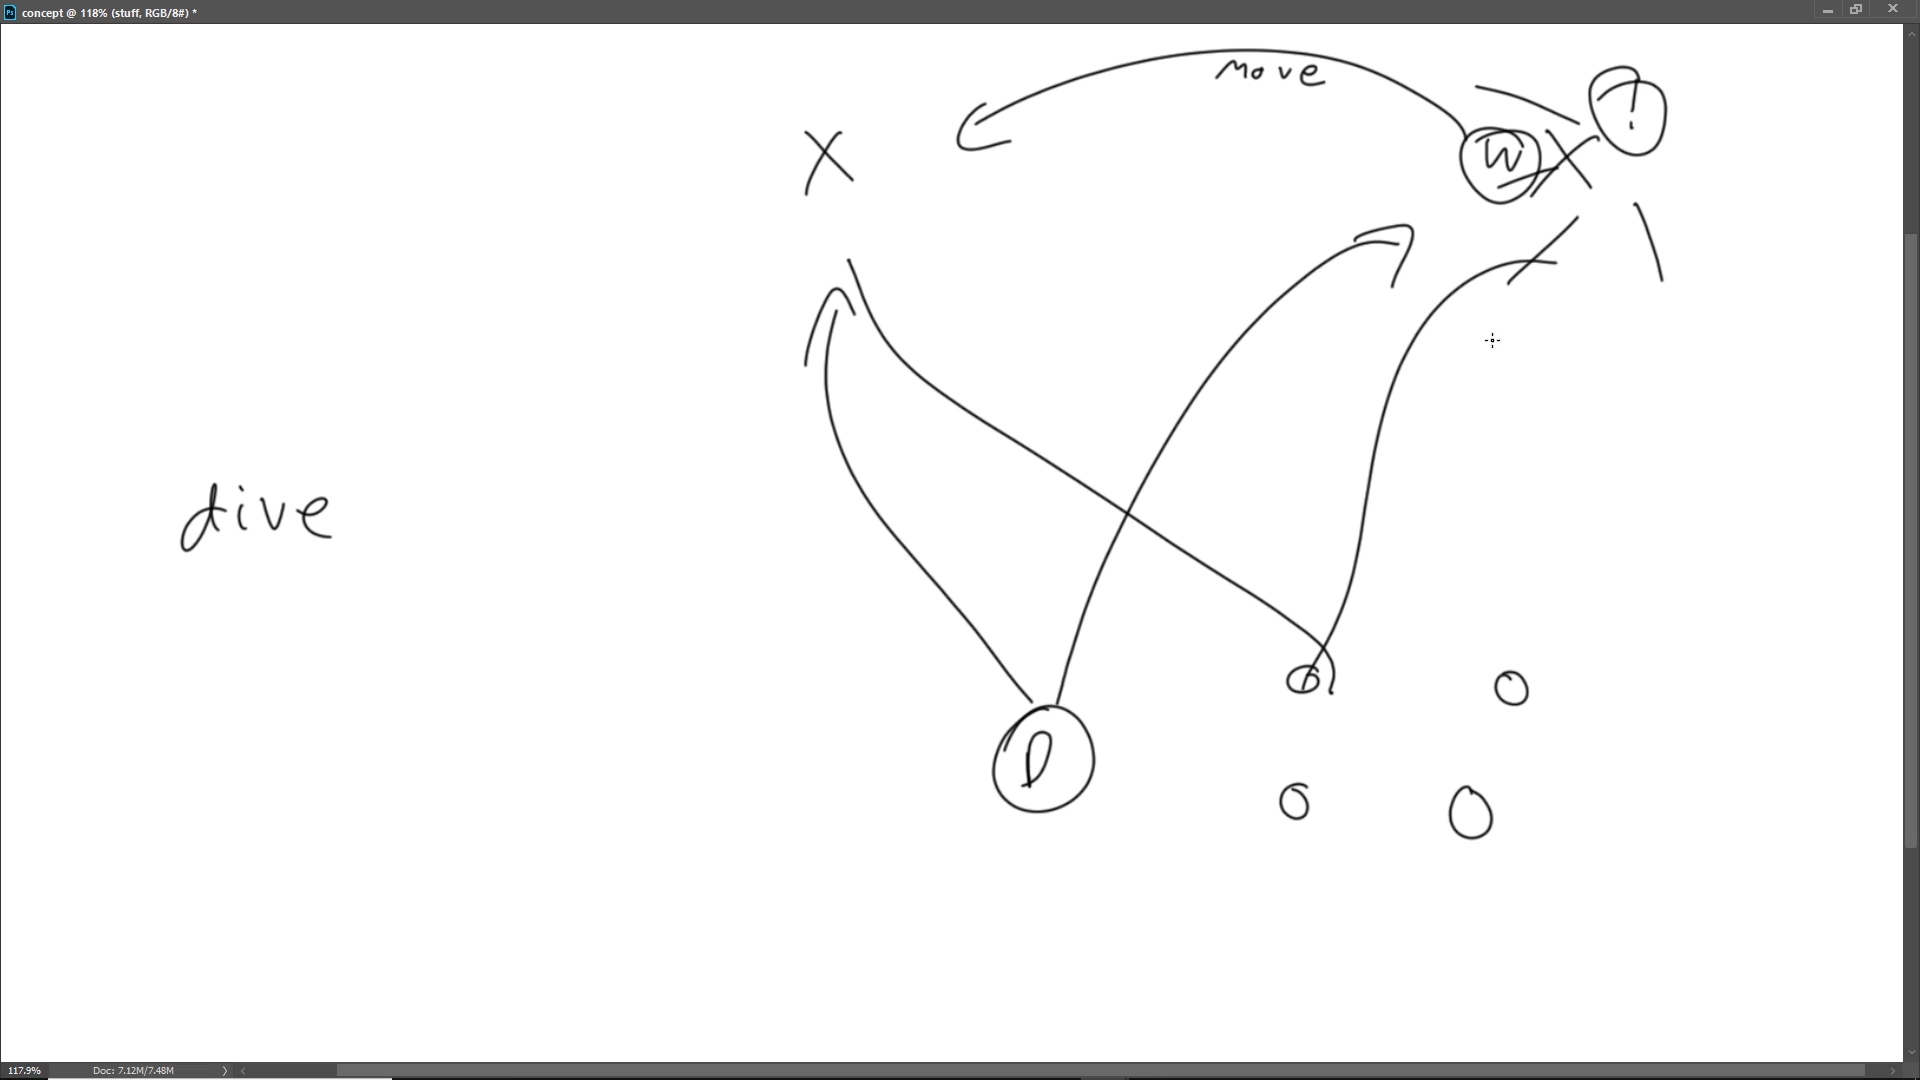 concept @ 118% (stuff, RGB/8#) *
move
X
W
X
!
dive
D
117.9%
Doc: 7.12M/7.48M